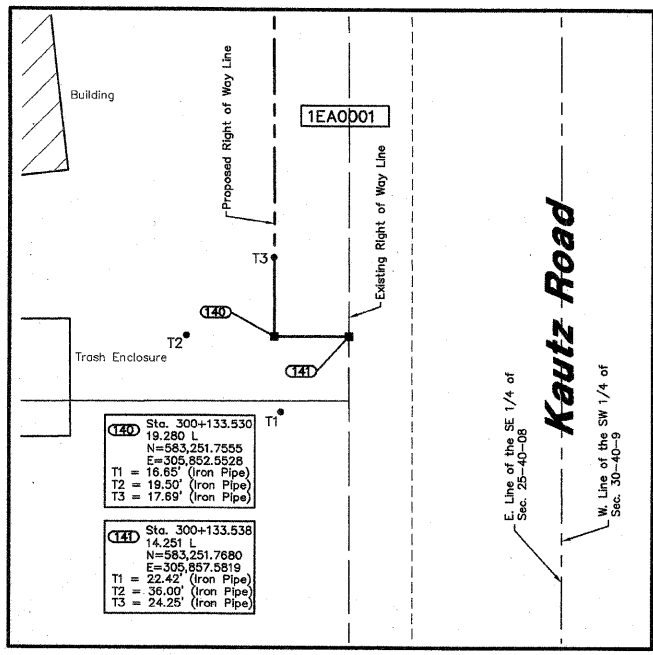 Building
Proposed Right of Way Line
1EA0001
Existing Right of Way Line
T3
140
T2
141
Trash Enclosure
T1
Kautz Road
E. Line of the SE 1/4 of
Sec. 25-40-08
W. Line of the SW 1/4 of
Sec. 30-40-9
140 Sta. 300+133.530
19.280 L
N=583,251.7555
E=305,852.5528
T1 = 16.65' (Iron Pipe)
T2 = 19.50' (Iron Pipe)
T3 = 17.69' (Iron Pipe)
141 Sta. 300+133.538
14.251 L
N=583,251.7680
E=305,857.5819
T1 = 22.42' (Iron Pipe)
T2 = 36.00' (Iron Pipe)
T3 = 24.25' (Iron Pipe)